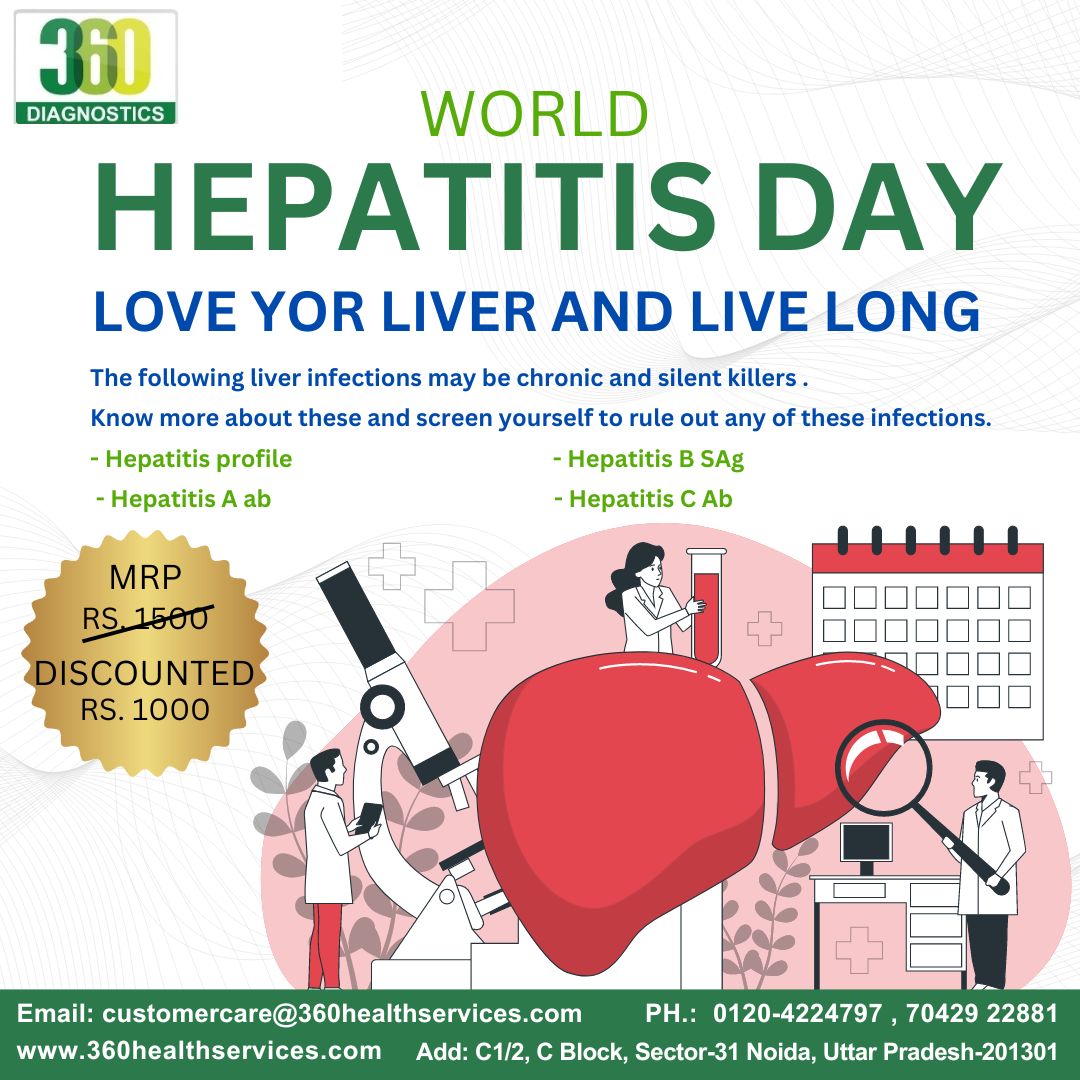 360
DIAGNOSTICS
WORLD
HEPATITIS DAY
LOVE YOR LIVER AND LIVE LONG
The following liver infections may be chronic and silent killers .
Know more about these and screen yourself to rule out any of these infections.
- Hepatitis profile
- Hepatitis B SAg
- Hepatitis A ab
- Hepatitis C Ab
MRP
RS. 1500
DISCOUNTED
RS. 1000
Email: customercare@360healthservices.com
PH.: 0120-4224797 , 70429 22881
www.360healthservices.com
Add: C1/2, C Block, Sector-31 Noida, Uttar Pradesh-201301